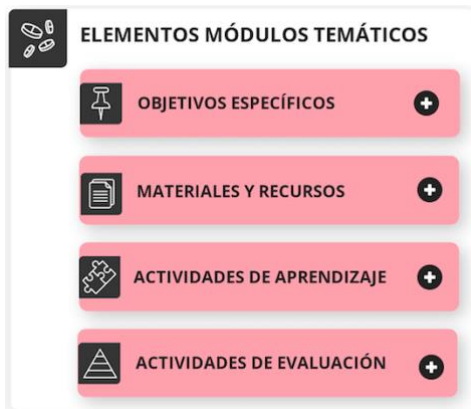 ELEMENTOS MÓDULOS TEMÁTICOS
OBJETIVOS ESPECÍFICOS
MATERIALES Y RECURSOS
ACTIVIDADES DE APRENDIZAJE
ACTIVIDADES DE EVALUACIÓN